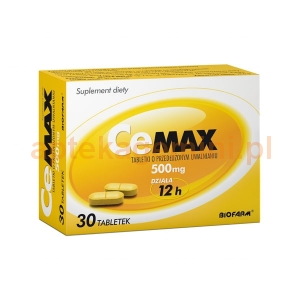 Suplement diety
CeMAX
TABLETKI O PRZEDŁUŻONYM UWALNIANIU
500mg
DZIAŁA
12 h
30 TABLETEK
BIOFARM